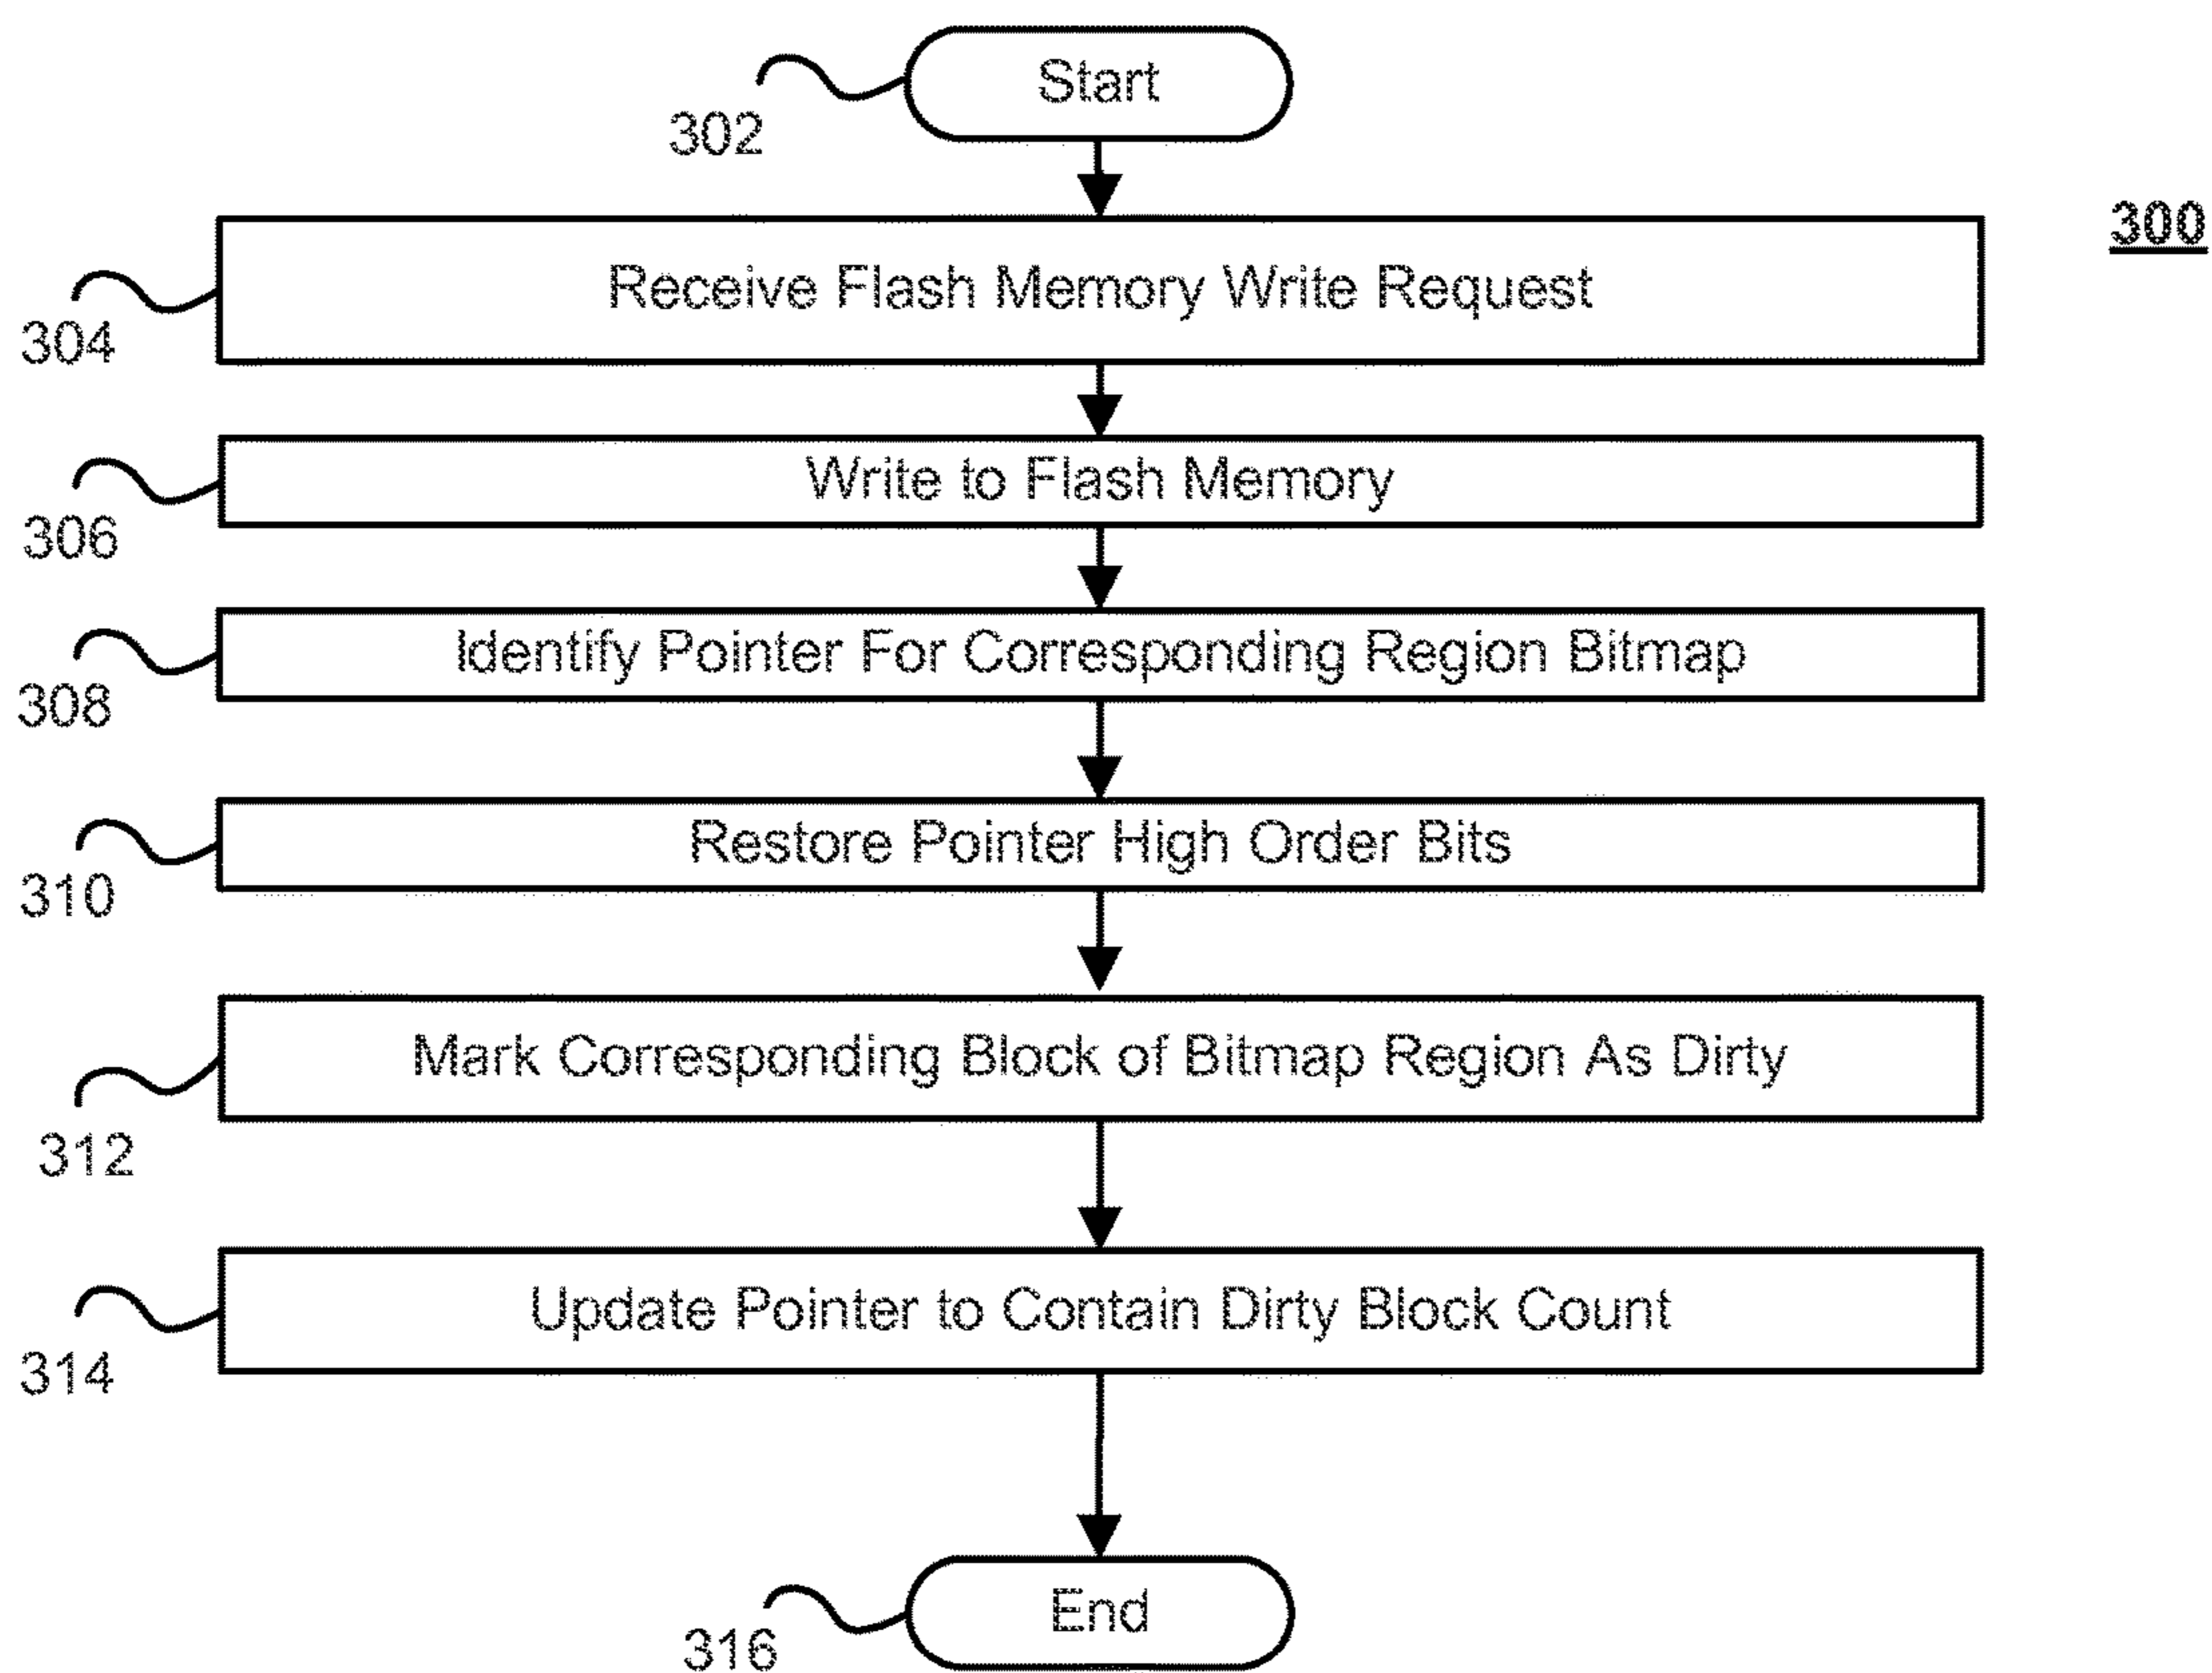 Start
302
300
Receive Flash Memory Write Request
304
Write to Flash Memory
306
Identify Pointer For Corresponding Region Bitmap
308
Restore Pointer High Order Bits
310
Mark Corresponding Block of Bitmap Region As Dirty
312
Update Pointer to Contain Dirty Block Count
314
End
316